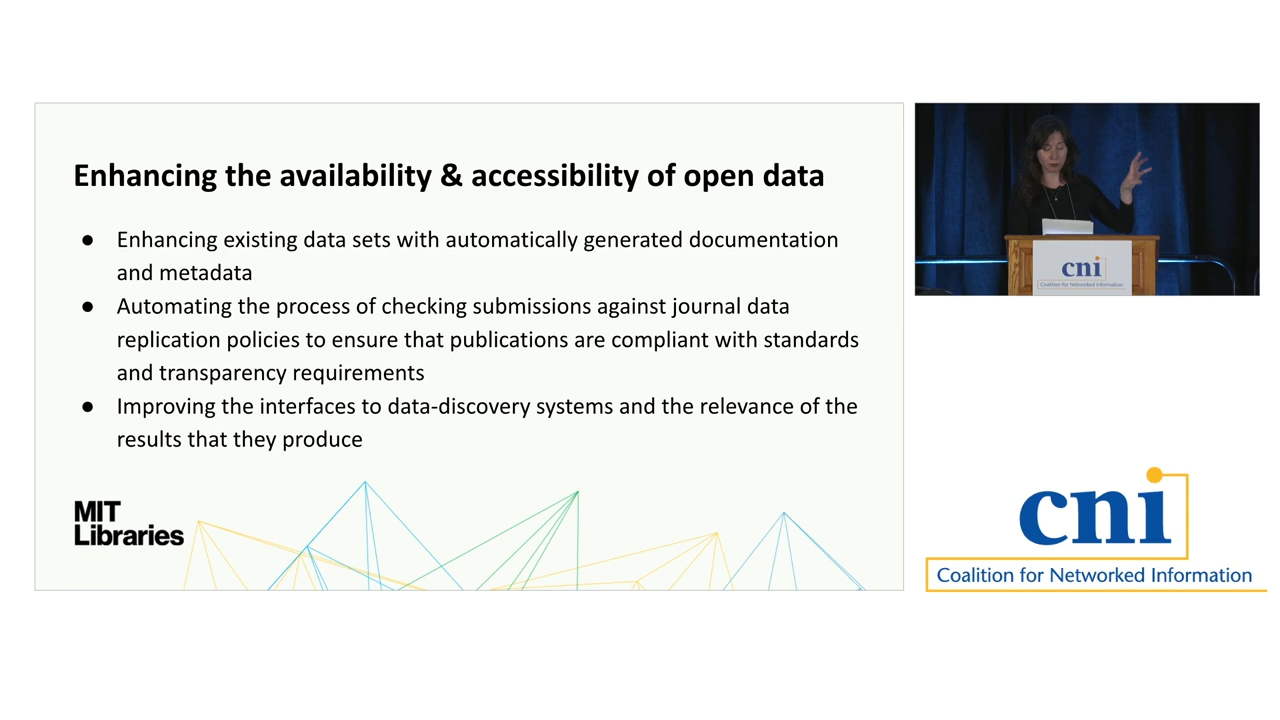 Enhancing the availability & accessibility of open data
● Enhancing existing data sets with automatically generated documentation
and metadata
● Automating the process of checking submissions against journal data
replication policies to ensure that publications are compliant with standards
and transparency requirements
● Improving the interfaces to data-discovery systems and the relevance of the
results that they produce
MIT
Libraries
cni
Coalition for Networked Information
cni
Coalition for Networked Information